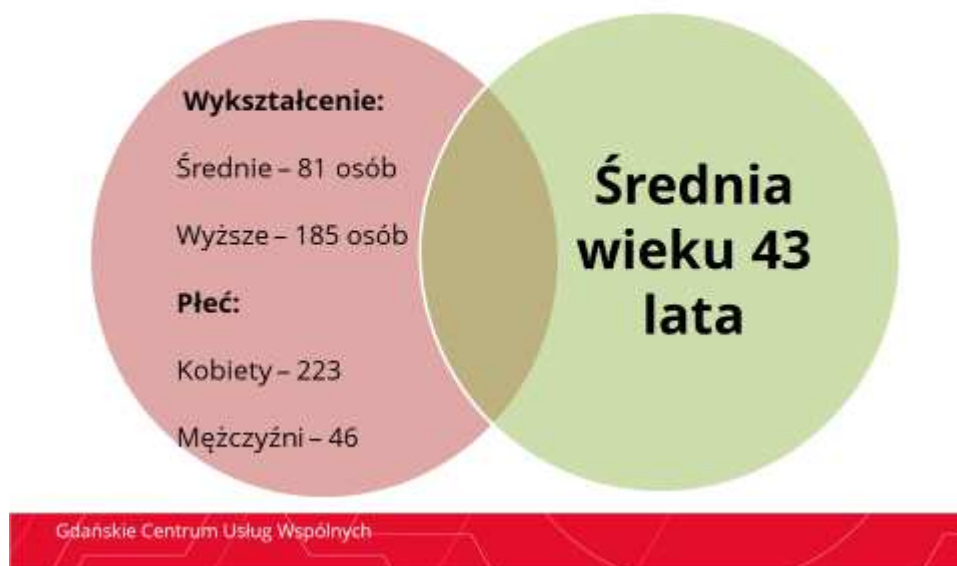 Wykształcenie:
Średnie – 81 osób
Wyższe – 185 osób
Płeć:
Kobiety – 223
Mężczyźni – 46
Średnia
wieku 43
lata
Gdańskie Centrum Usług Wspólnych